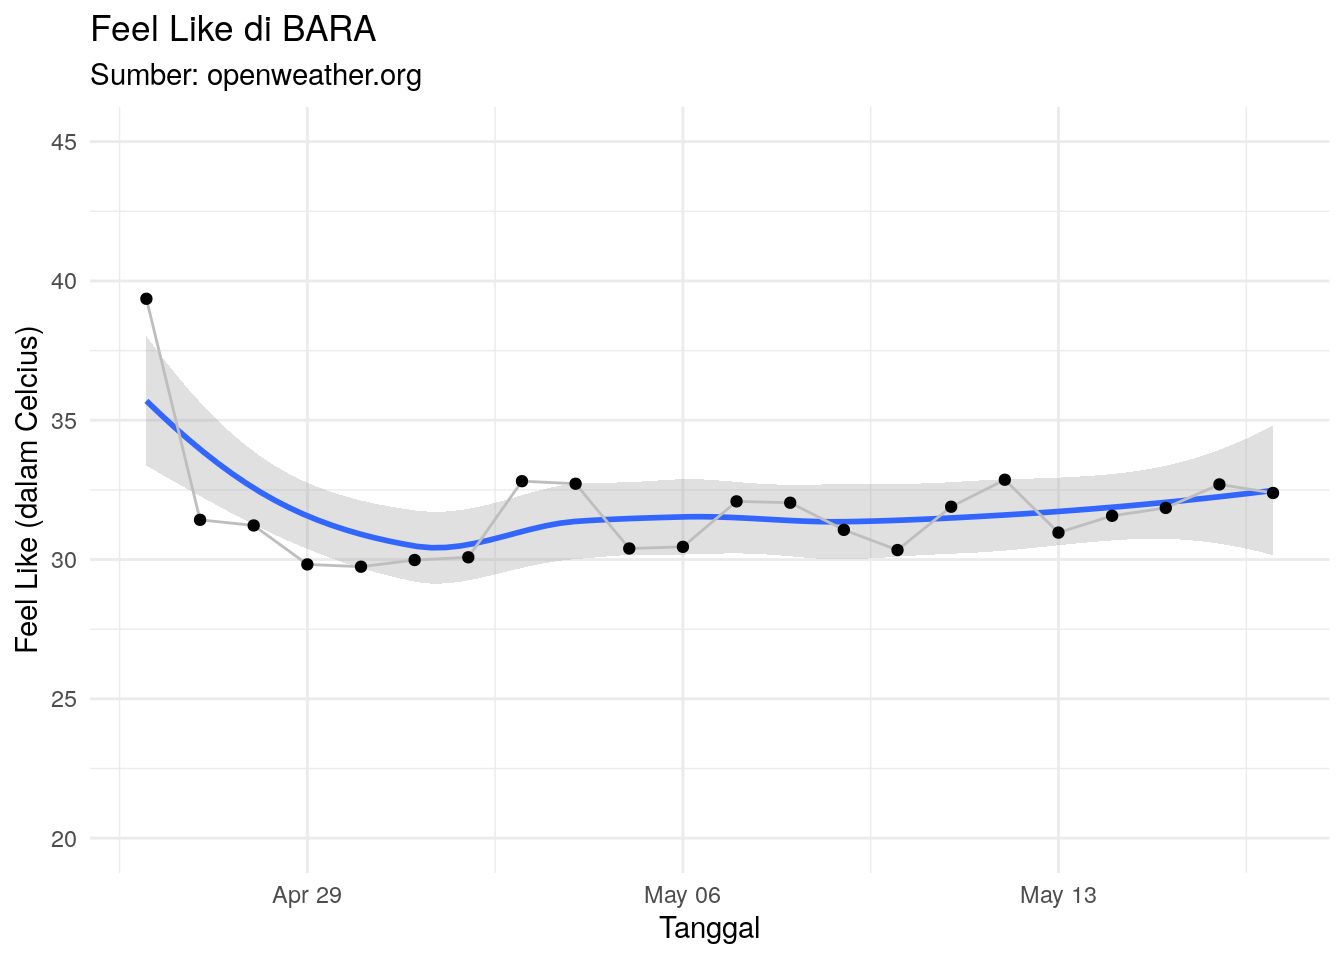 Feel Like di BARA
Sumber: openweather.org
45
40
35
30
25
20
Feel Like (dalam Celcius)
Apr 29
May 06
May 13
Tanggal